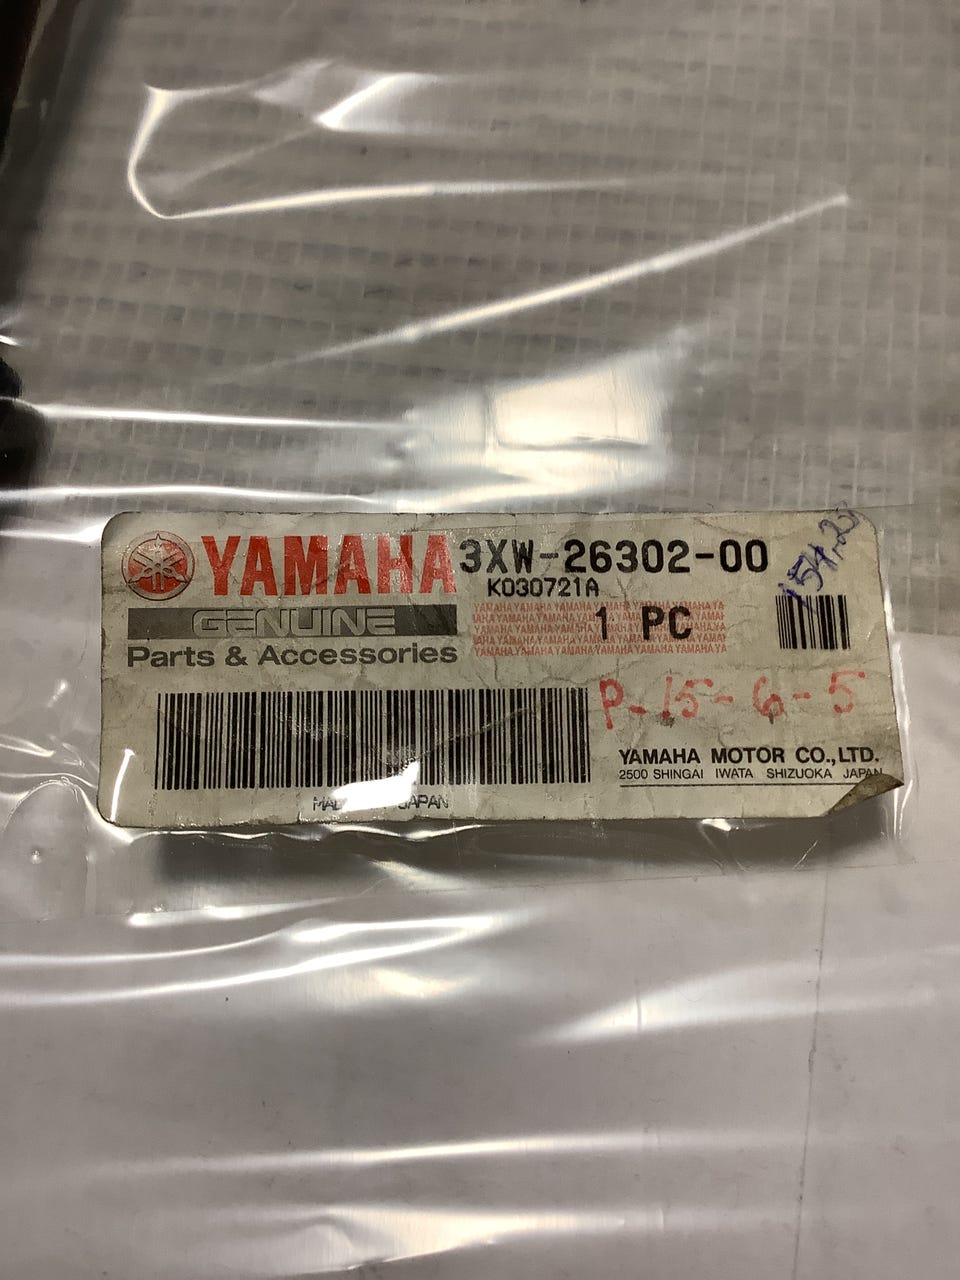 YAMAHA 3XW-26302-00
K030721A
GENUINE
1 PC
Parts & Accessories
P-15-6-5
YAMAHA MOTOR CO.,LTD.
2500 SHINGAI IWATA SHIZUOKA JAPAN
JAPAN